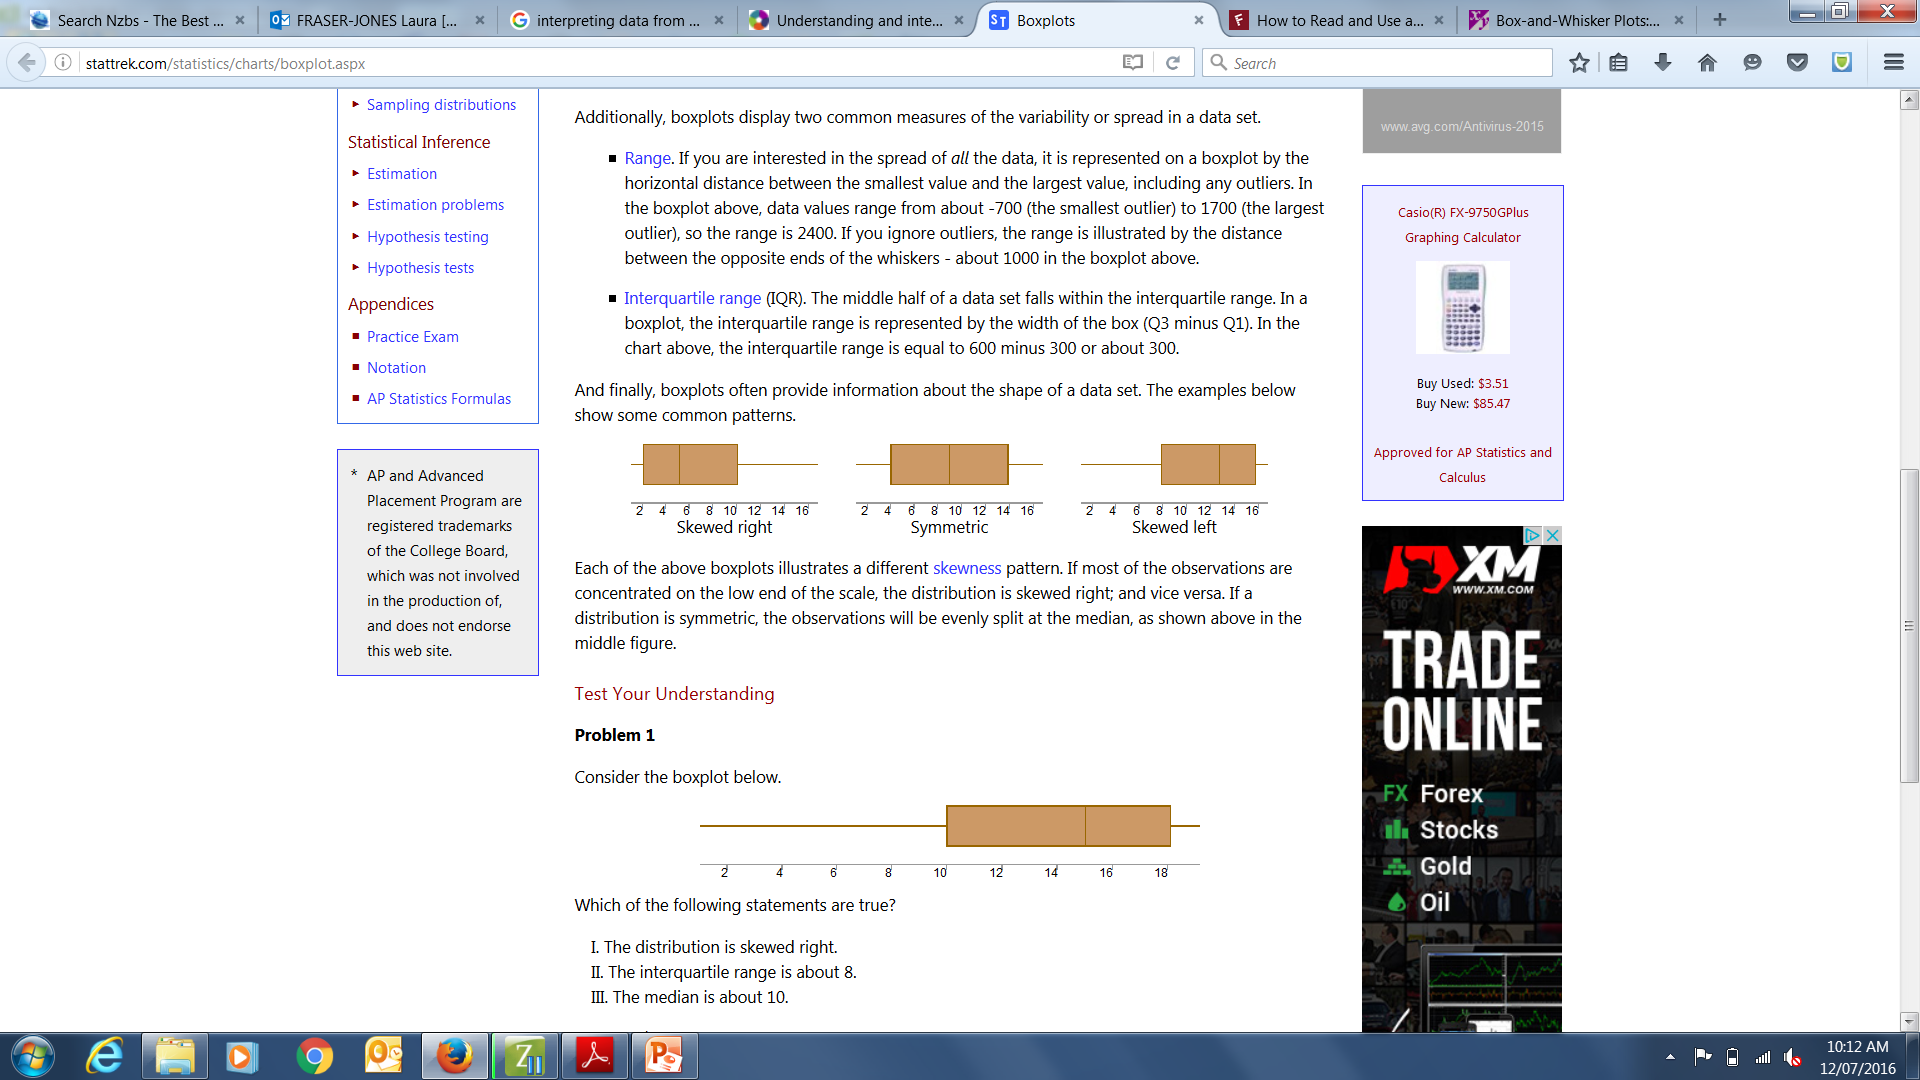 Search Nzbs - The Best ...
FRASER-JONES Laura [...
interpreting data from ...
Understanding and inte...
Boxplots
How to Read and Use a...
Box-and-Whisker Plots:...
stattrek.com/statistics/charts/boxplot.aspx
Search
Sampling distributions
Statistical Inference
Estimation
Estimation problems
Hypothesis testing
Hypothesis tests
Appendices
Practice Exam
Notation
AP Statistics Formulas
* AP and Advanced
Placement Program are
registered trademarks
of the College Board,
which was not involved
in the production of,
and does not endorse
this web site.
Additionally, boxplots display two common measures of the variability or spread in a data set.
Range. If you are interested in the spread of all the data, it is represented on a boxplot by the
horizontal distance between the smallest value and the largest value, including any outliers. In
the boxplot above, data values range from about -700 (the smallest outlier) to 1700 (the largest
outlier), so the range is 2400. If you ignore outliers, the range is illustrated by the distance
between the opposite ends of the whiskers - about 1000 in the boxplot above.
Interquartile range (IQR). The middle half of a data set falls within the interquartile range. In a
boxplot, the interquartile range is represented by the width of the box (Q3 minus Q1). In the
chart above, the interquartile range is equal to 600 minus 300 or about 300.
And finally, boxplots often provide information about the shape of a data set. The examples below
show some common patterns.
2 4 6 8 10 12 14 16
Skewed right
2 4 6 8 10 12 14 16
Symmetric
2 4 6 8 10 12 14 16
Skewed left
Each of the above boxplots illustrates a different skewness pattern. If most of the observations are
concentrated on the low end of the scale, the distribution is skewed right; and vice versa. If a
distribution is symmetric, the observations will be evenly split at the median, as shown above in the
middle figure.
Test Your Understanding
Problem 1
Consider the boxplot below.
2 4 6 8 10 12 14 16 18
Which of the following statements are true?
I. The distribution is skewed right.
II. The interquartile range is about 8.
III. The median is about 10.
www.avg.com/Antivirus-2015
Casio(R) FX-9750GPlus
Graphing Calculator
Buy Used: $3.51
Buy New: $85.47
Approved for AP Statistics and
Calculus
XM
WWW.XM.COM
TRADE
ONLINE
FX Forex
Stocks
Gold
Oil
10:12 AM
12/07/2016